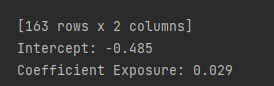 [163 rows x 2 columns]
Intercept: -0.485
Coefficient Exposure: 0.029